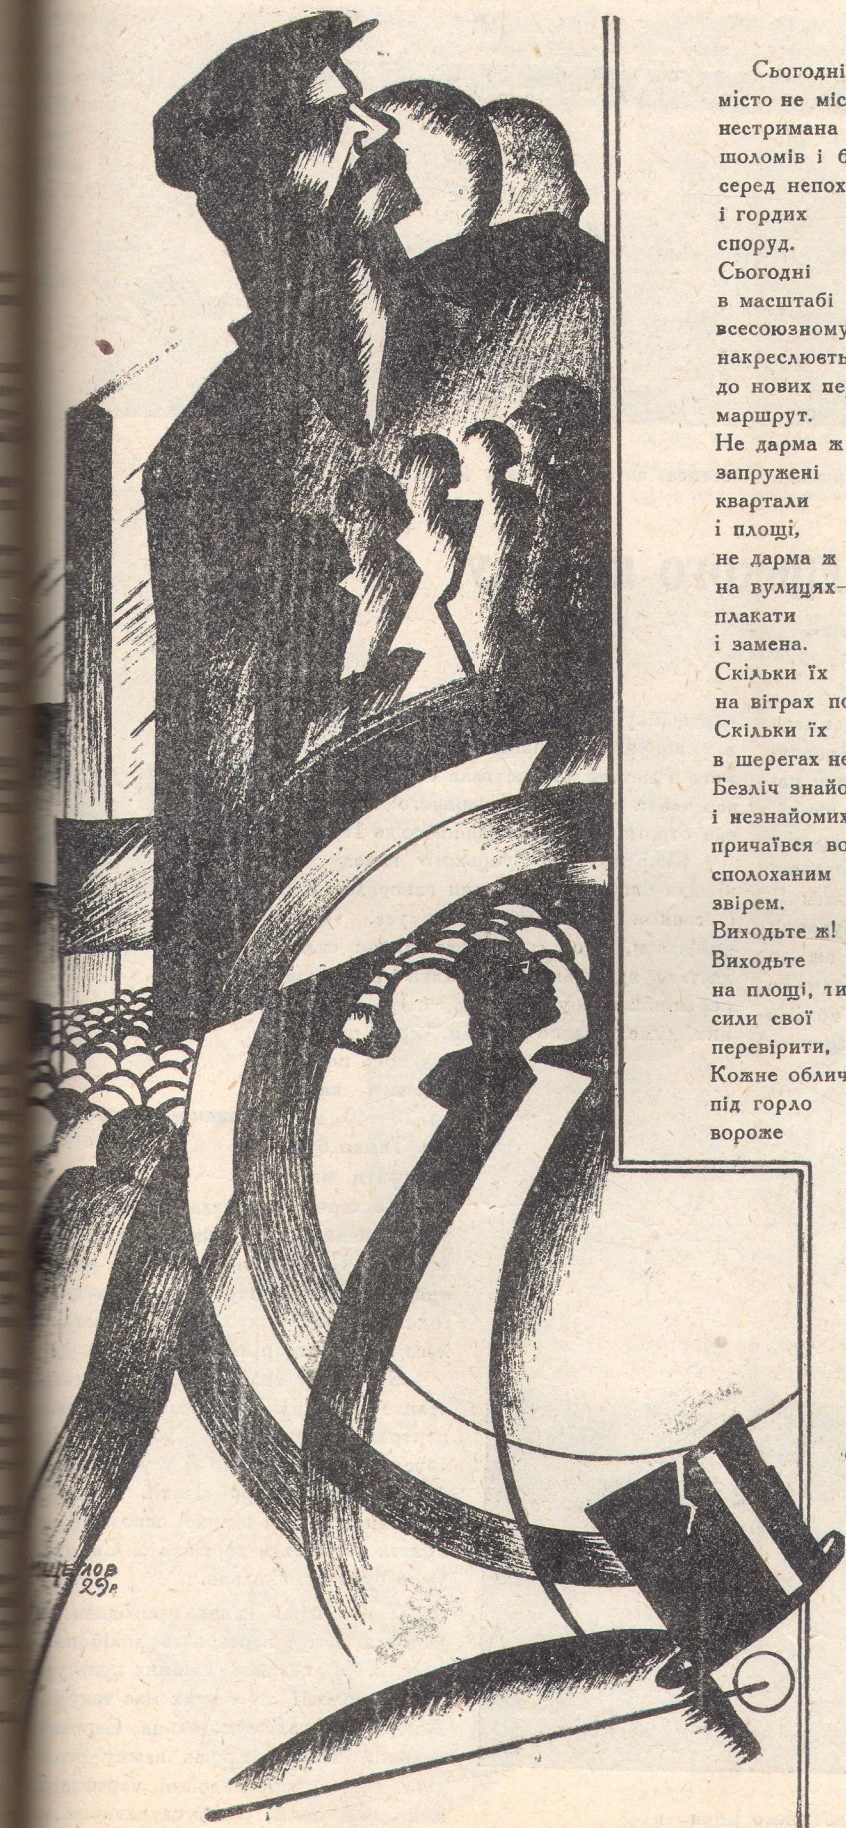 Сьогодні
місто не міс
нестримана
шоломів і б
серед непох
і гордих
споруд.
Сьогодні
в масштабі
всесоюзному
накреслюєть
до нових пе
маршрут.
Не дарма ж
запружені
квартали
і площі,
не дарма ж
на вулицях—
плакати
і замена.
Скільки їх
на вітрах по
Скільки їх
в шерегах не
Безліч знайо
і незнайомих
причаївся во
сполоханим
звірем.
Виходьте ж!
Виходьте
на площі,
сили свої
перевірити,
Кожне облич
під горло
вороже
29р.